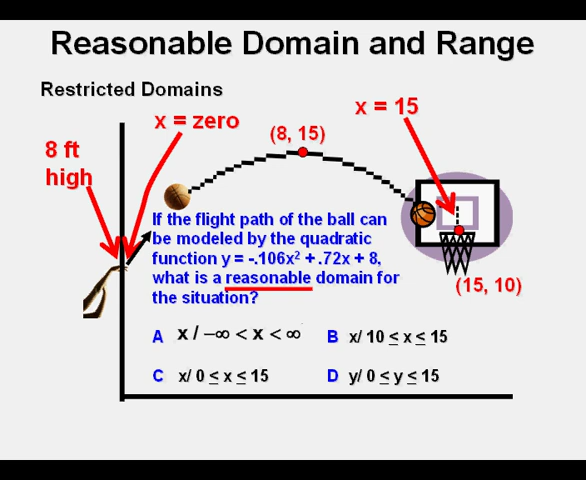 Reasonable Domain and Range
Restricted Domains
x = 15
x = zero
(8, 15)
8 ft
high
If the flight path of the ball can
be modeled by the quadratic
function y = -.106x² + .72x + 8,
what is a reasonable domain for
the situation?
(15, 10)
A x / –∞ < x < ∞
B x/ 10 ≤ x ≤ 15
C x/ 0 ≤ x ≤ 15
D y/ 0 ≤ y ≤ 15